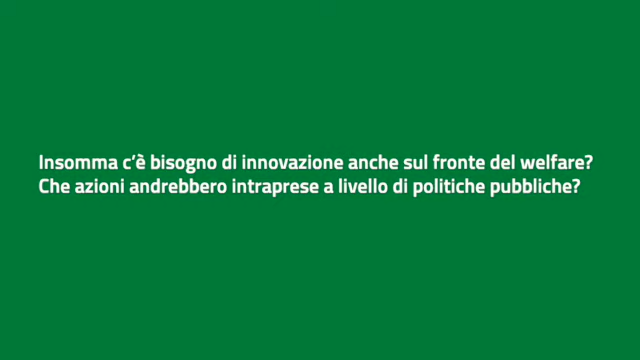 Insomma c'è bisogno di innovazione anche sul fronte del welfare?
Che azioni andrebbero intraprese a livello di politiche pubbliche?